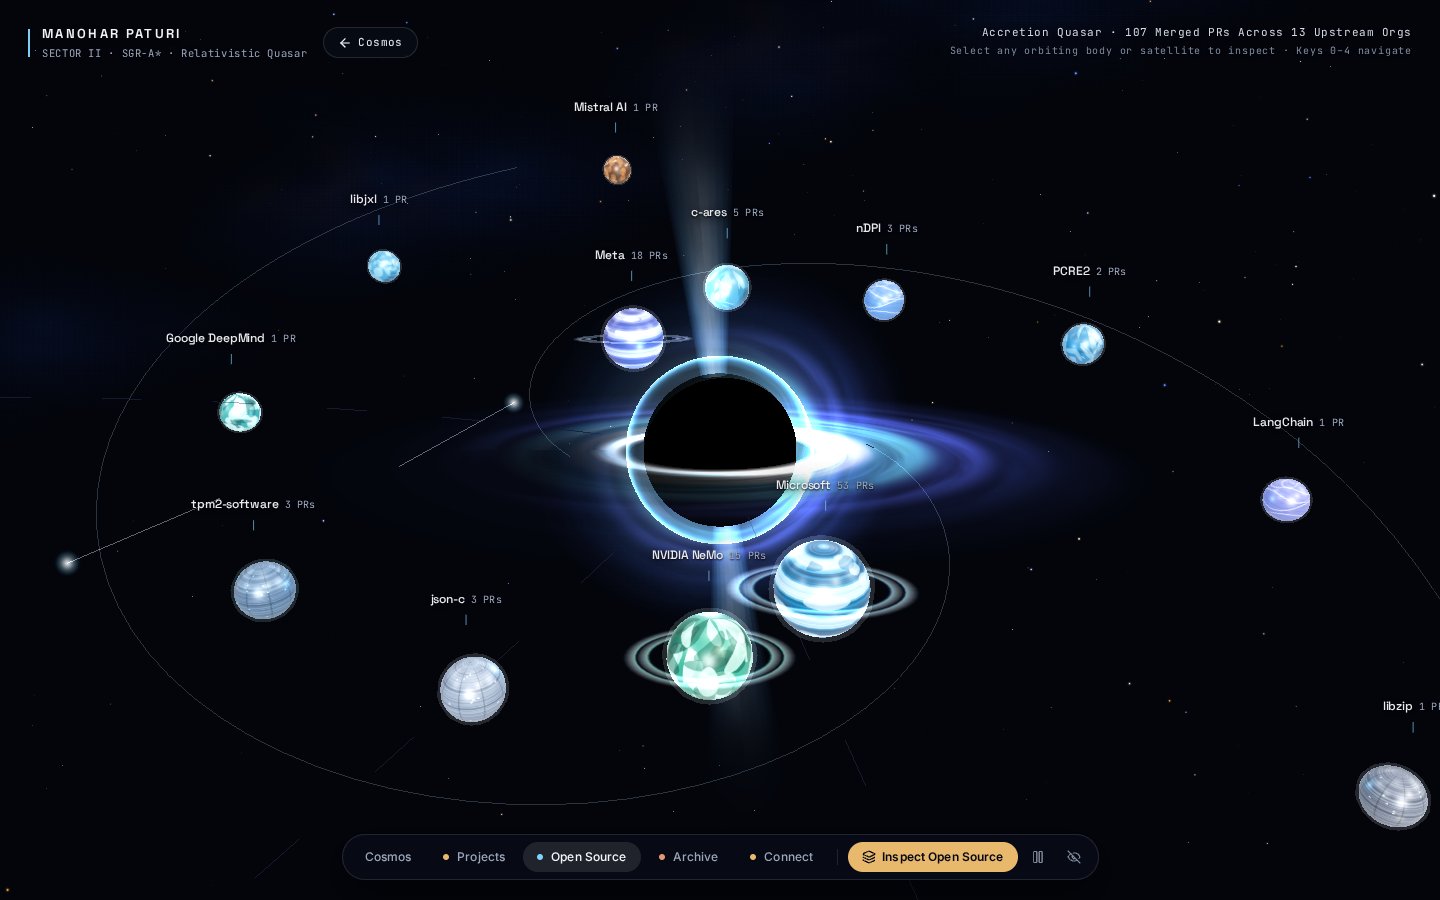 MANOHAR PATURI
SECTOR II · SGR-A* · Relativistic Quasar
← Cosmos
Accretion Quasar · 107 Merged PRs Across 13 Upstream Orgs
Select any orbiting body or satellite to inspect · Keys 0–4 navigate
Mistral AI 1 PR
libjxl 1 PR
c-ares 5 PRs
nDPI 3 PRs
Meta 18 PRs
PCRE2 2 PRs
Google DeepMind 1 PR
LangChain 1 PR
Microsoft 53 PRs
tpm2-software 3 PRs
NVIDIA NeMo 15 PRs
json-c 3 PRs
libzip 1 PR
Cosmos Projects Open Source Archive Connect Inspect Open Source